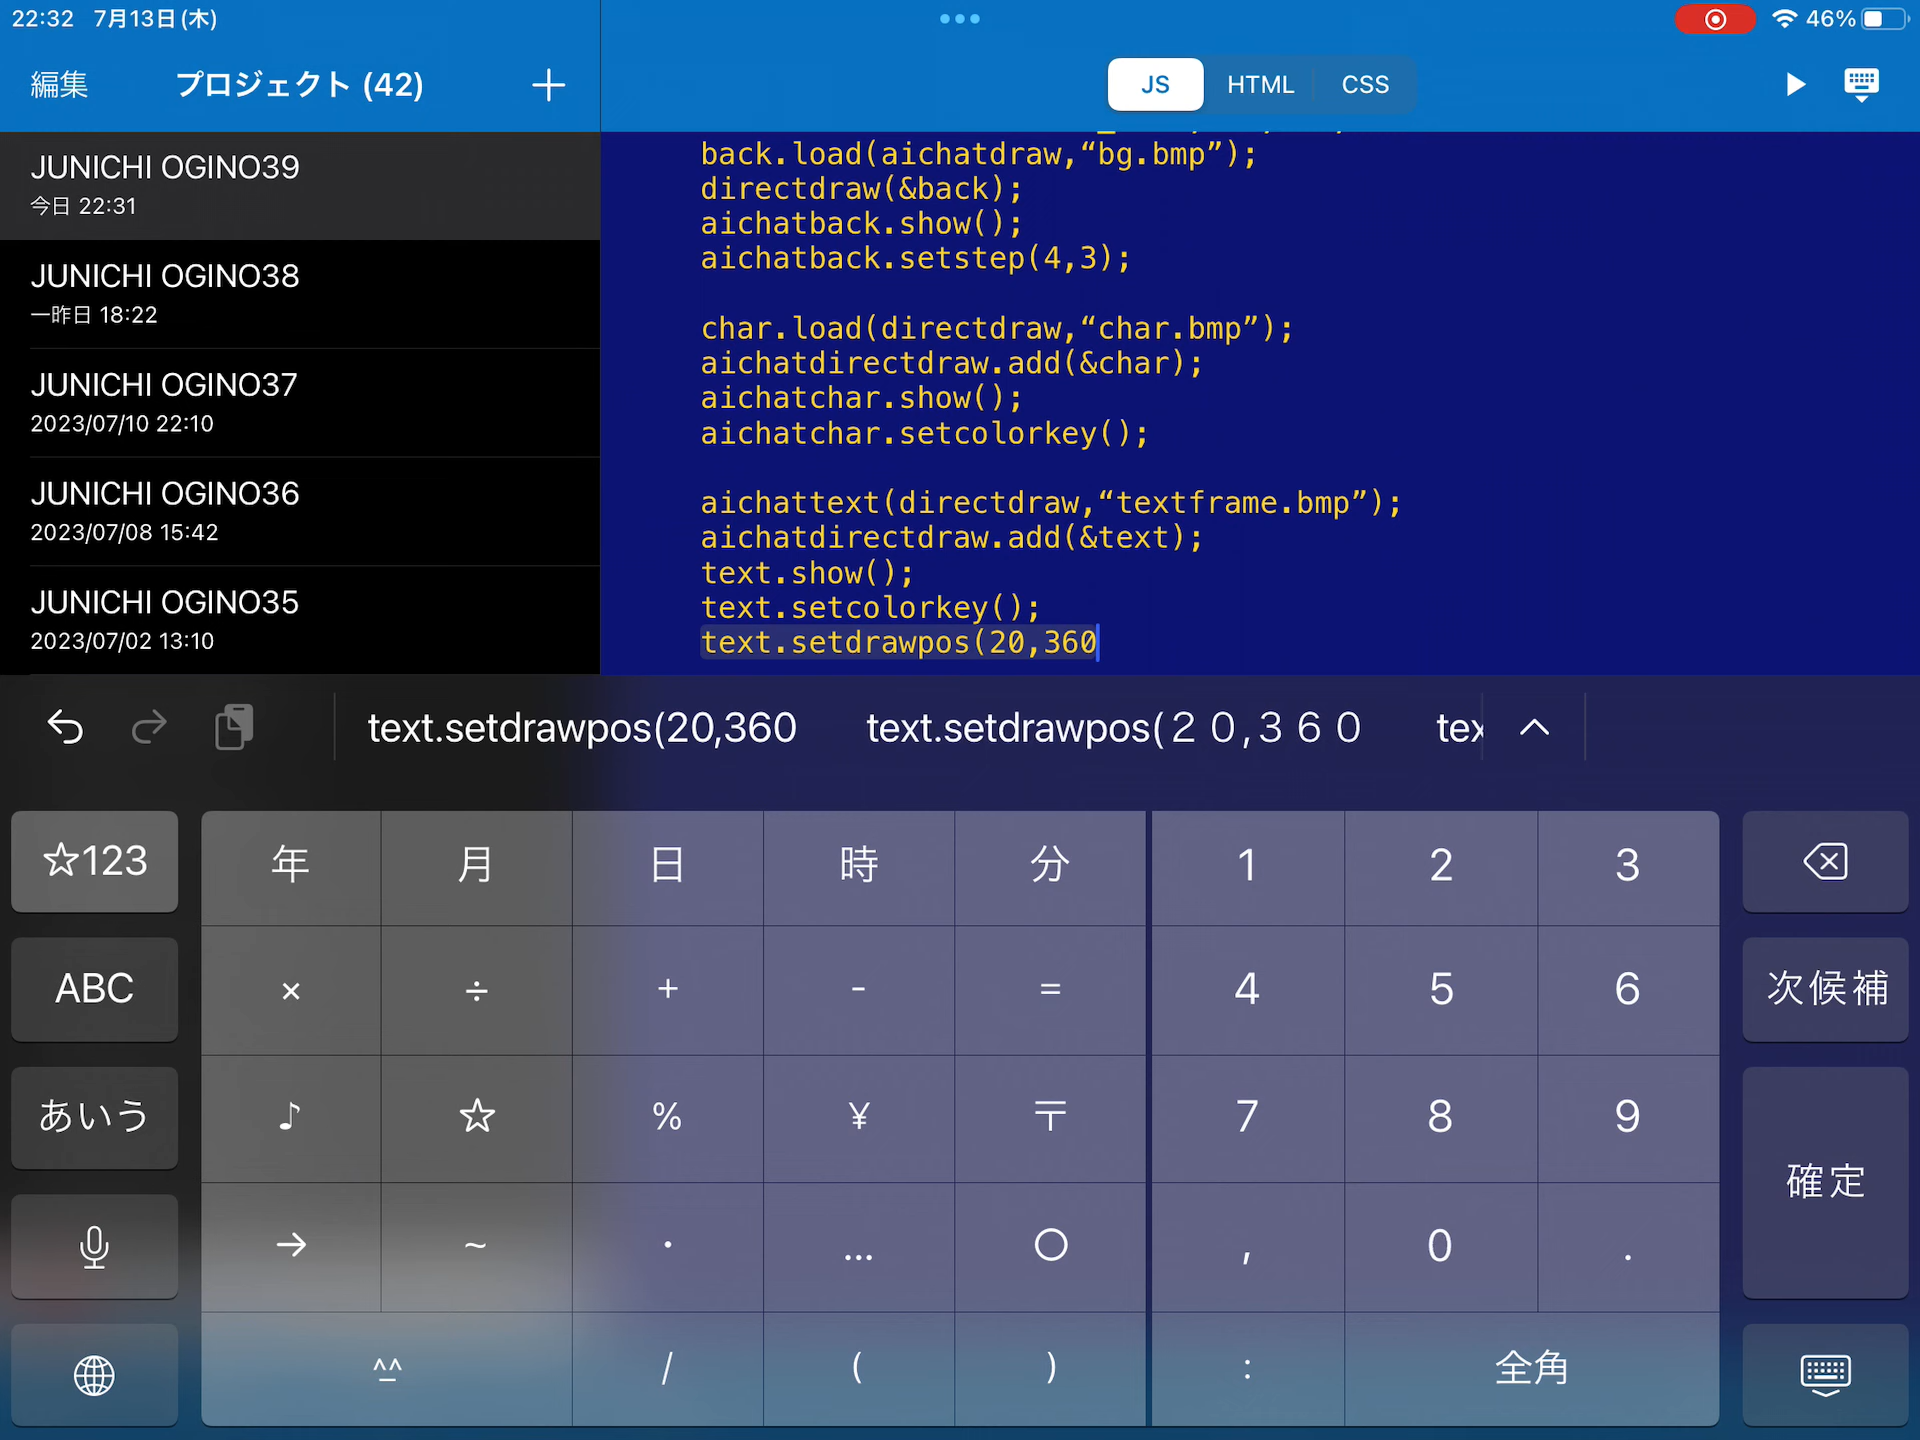 22:32 7月13日(木)
46%
編集 プロジェクト (42) +
JS HTML CSS
JUNICHI OGINO39
今日 22:31
JUNICHI OGINO38
一昨日 18:22
JUNICHI OGINO37
2023/07/10 22:10
JUNICHI OGINO36
2023/07/08 15:42
JUNICHI OGINO35
2023/07/02 13:10
back.load(aichatdraw,“bg.bmp”);
directdraw(&back);
aichatback.show();
aichatback.setstep(4,3);
char.load(directdraw,“char.bmp”);
aichatdirectdraw.add(&char);
aichatchar.show();
aichatchar.setcolorkey();
aichattext(directdraw,“textframe.bmp”);
aichatdirectdraw.add(&text);
text.show();
text.setcolorkey();
text.setdrawpos(20,360
text.setdrawpos(20,360 text.setdrawpos(２０,３６０ tex
☆123 年 月 日 時 分 1 2 3
ABC × ÷ + - = 4 5 6 次候補
あいう ♪ ☆ % ¥ 〒 7 8 9 確定
→ ~ ・ … ○ , 0 .
^_^ / ( ) : 全角